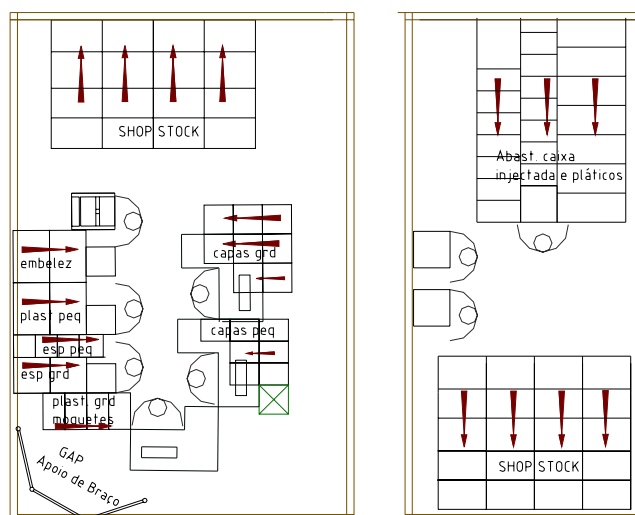 SHOP STOCK
Abast. caixa
injectada e pláticos
embelez
capas grd
plast peq
capas peq
esp peq
esp grd
plast. grd
moquetes
GAP
Apoio de Braço
SHOP STOCK